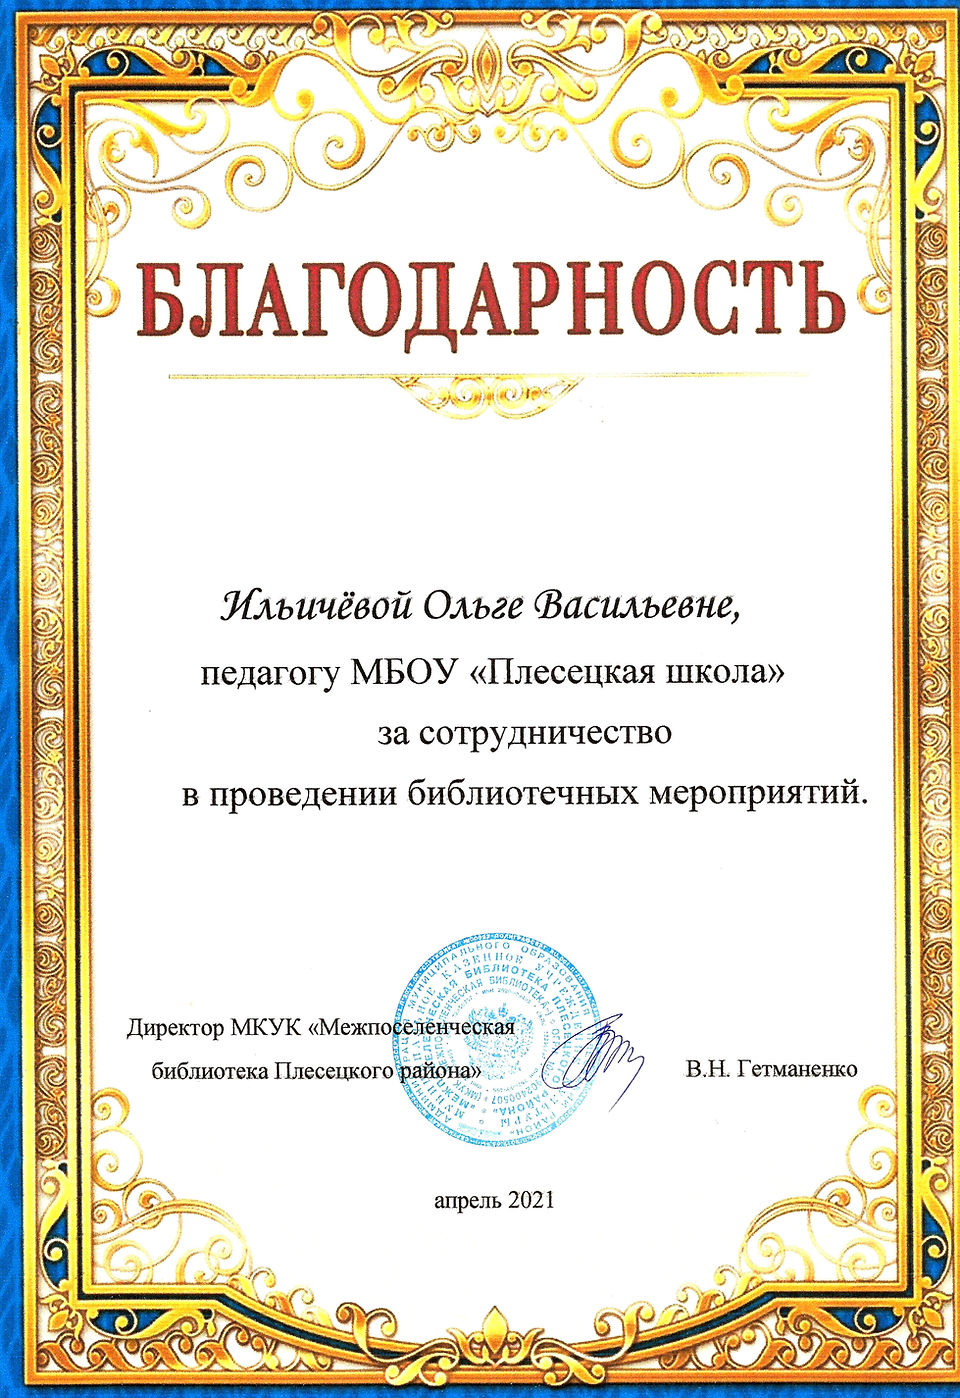 БЛАГОДАРНОСТЬ
Ильичёвой Ольге Васильевне,
педагогу МБОУ «Плесецкая школа»
за сотрудничество
в проведении библиотечных мероприятий.
Директор МКУК «Межпоселенческая
библиотека Плесецкого района»
В.Н. Гетманенко
апрель 2021